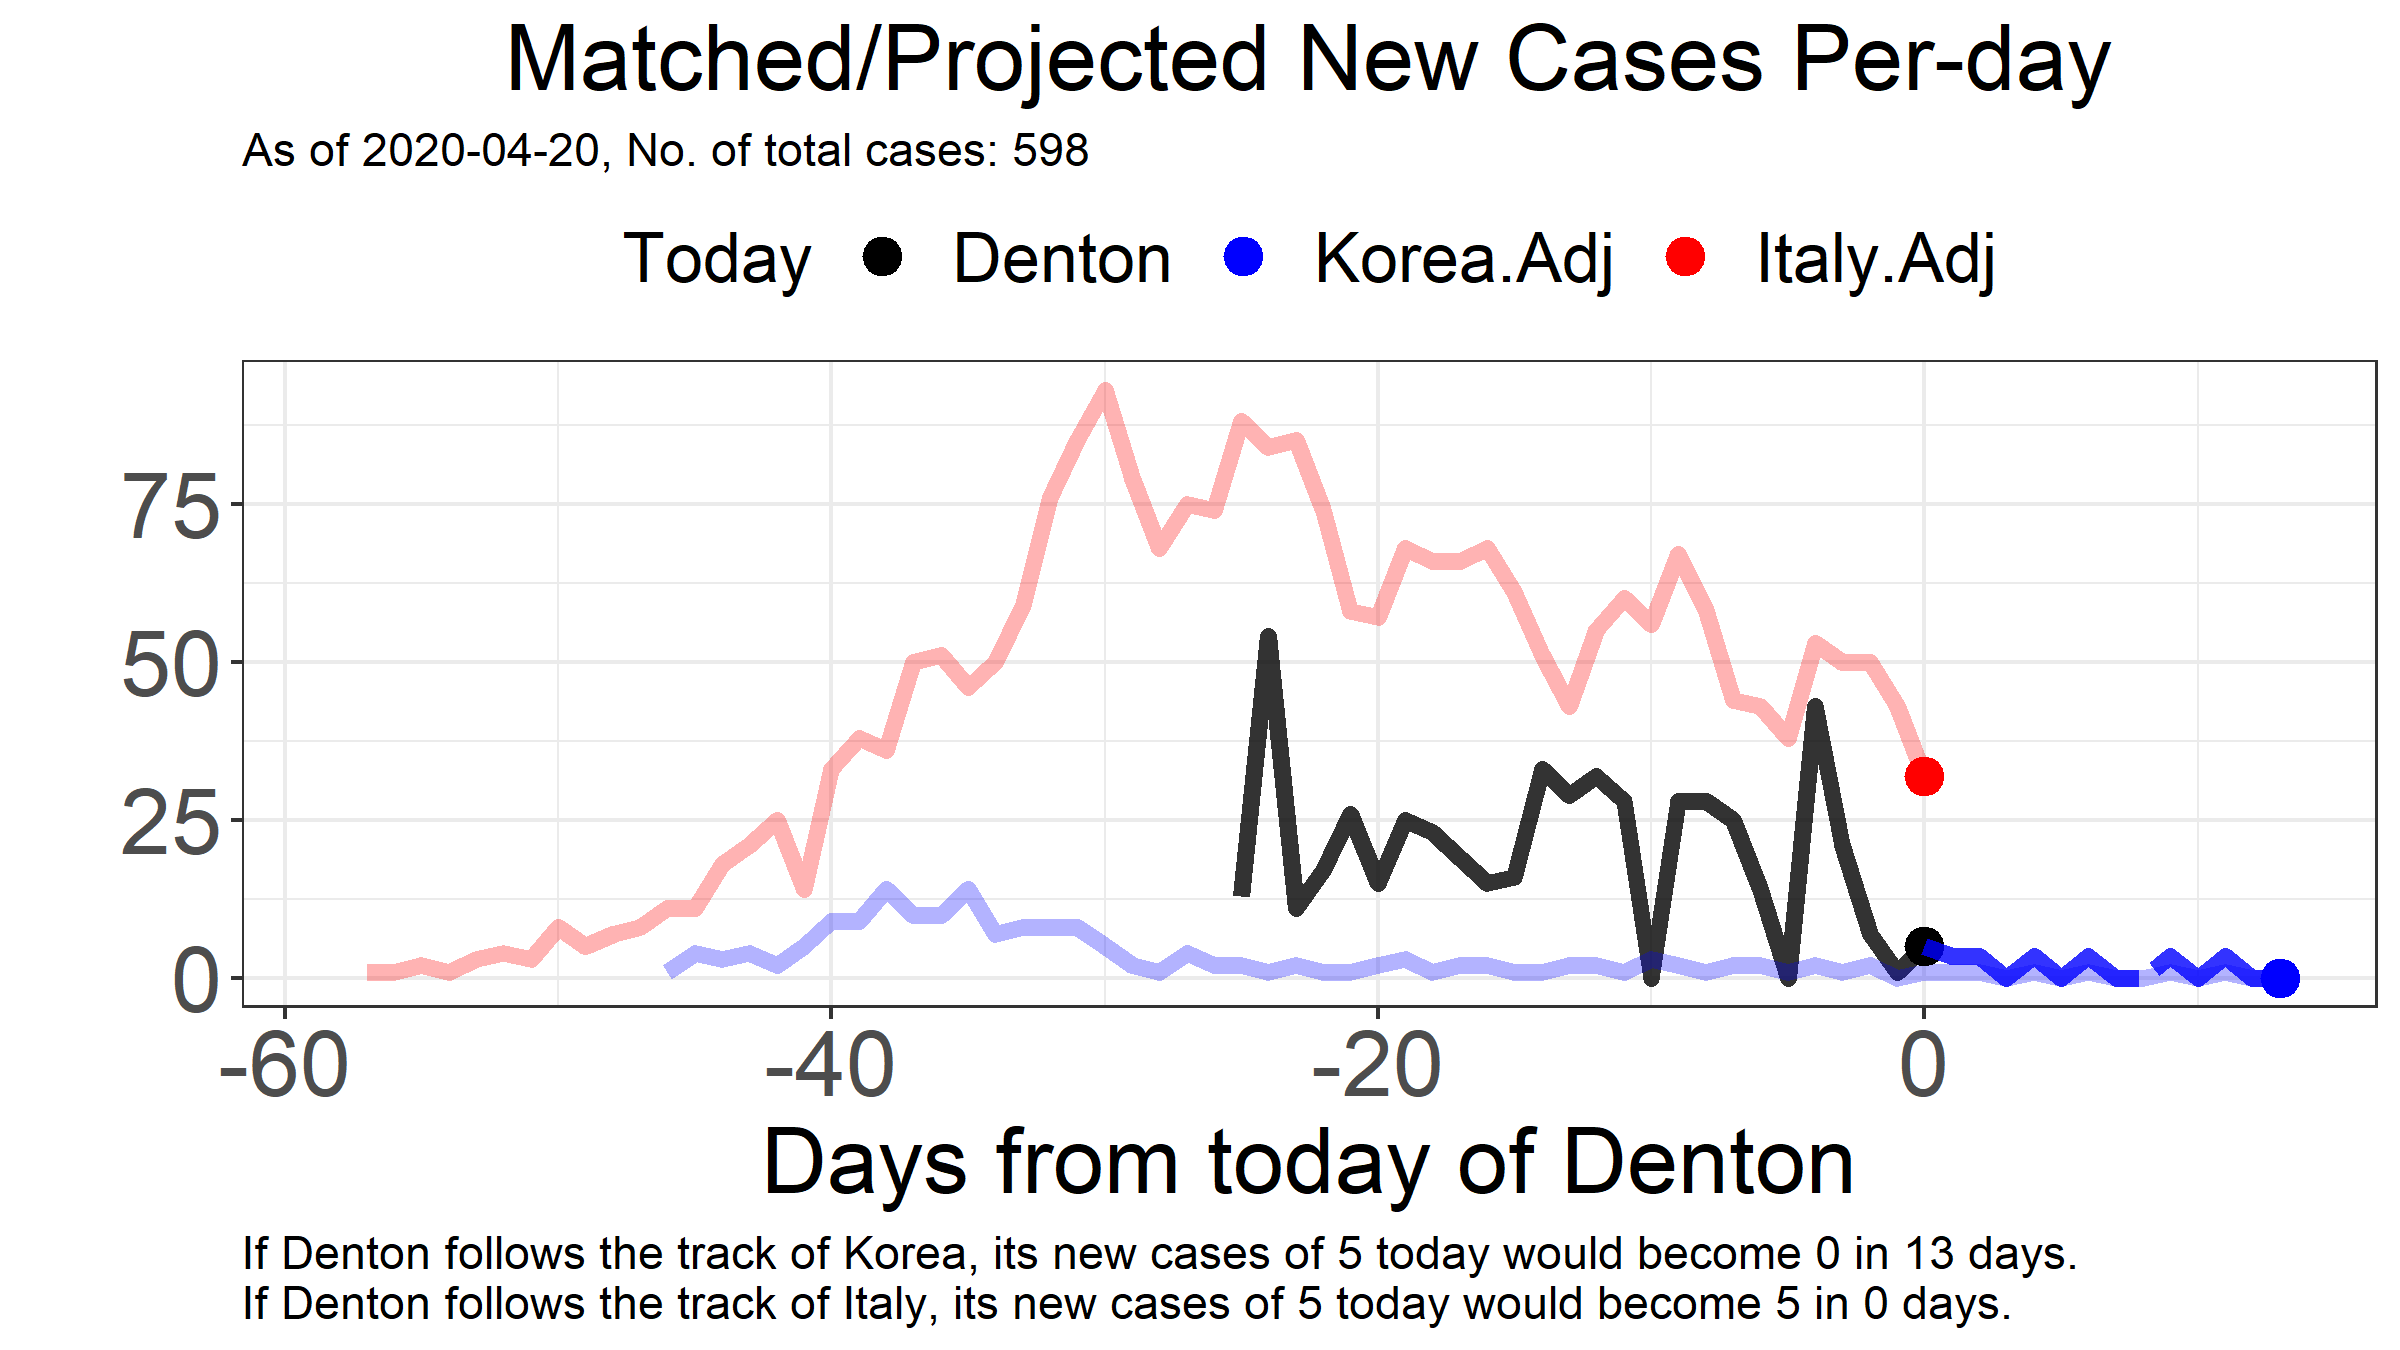 Matched/Projected New Cases Per-day
As of 2020-04-20, No. of total cases: 598
Today Denton Korea.Adj Italy.Adj
75
50
25
0
-60 -40 -20 0
Days from today of Denton
If Denton follows the track of Korea, its new cases of 5 today would become 0 in 13 days.
If Denton follows the track of Italy, its new cases of 5 today would become 5 in 0 days.